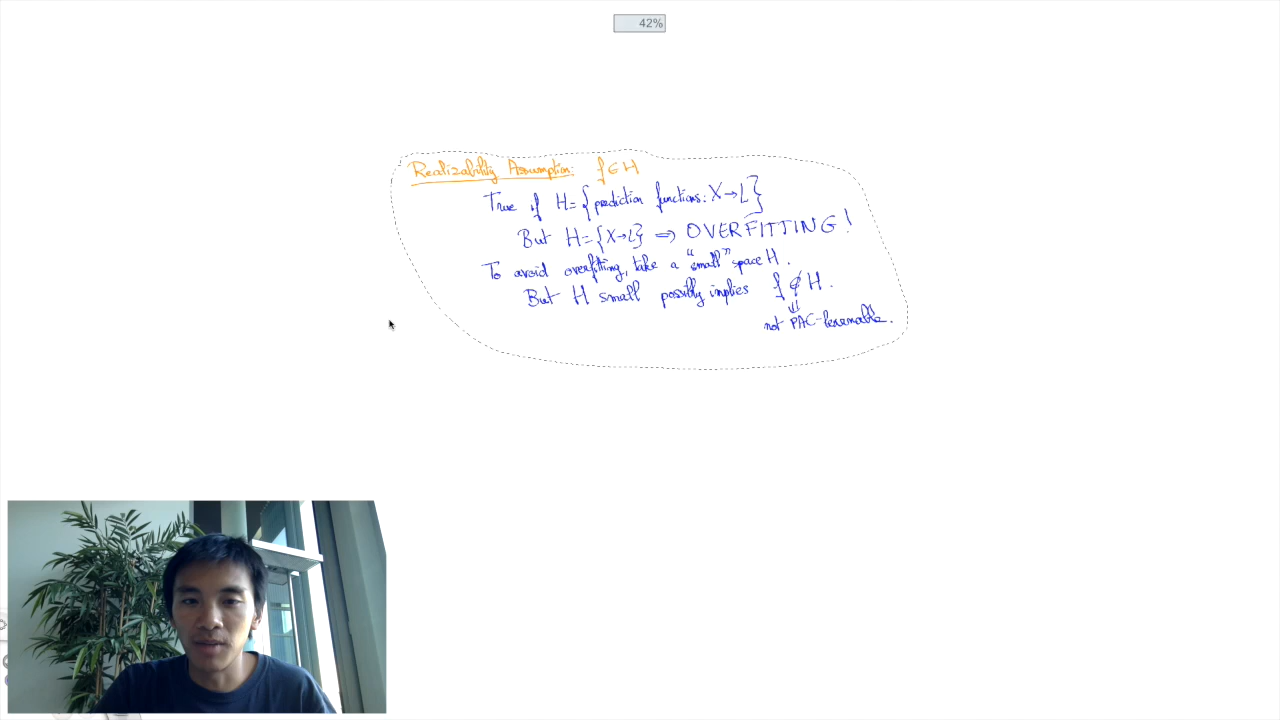 42%
Realizability Assumption: f ∈ H
True if H = {prediction functions: X→L}
But H = {X→L} ⇒ OVERFITTING!
To avoid overfitting, take a "small" space H.
But H small possibly implies f ∉ H.
⇓
not PAC-learnable.